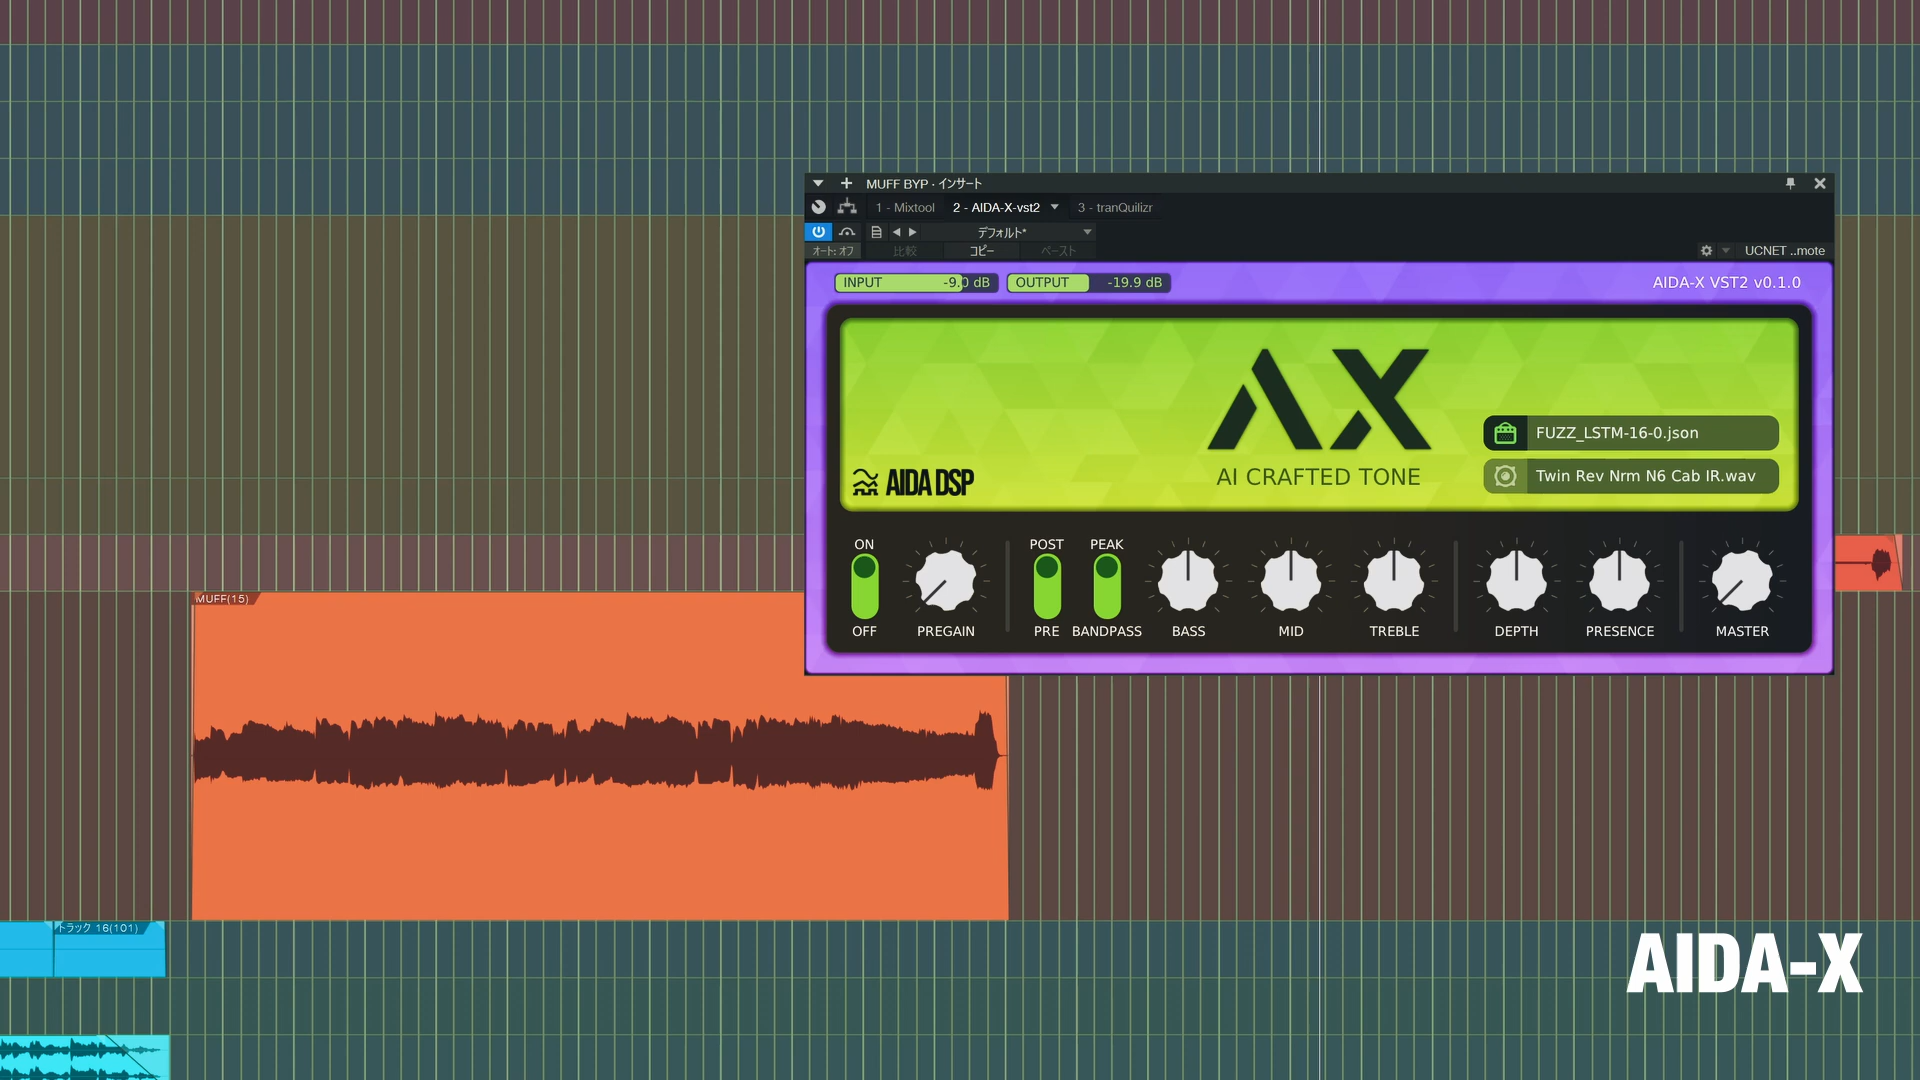 MUFF BYP · インサート
1 - Mixtool 2 - AIDA-X-vst2 3 - tranQuilizr
デフォルト*
オート: オフ 比較 コピー ペースト UCNET ..mote
INPUT -9.0 dB OUTPUT -19.9 dB AIDA-X VST2 v0.1.0
AX
FUZZ_LSTM-16-0.json
AIDA DSP AI CRAFTED TONE Twin Rev Nrm N6 Cab IR.wav
ON POST PEAK
OFF PREGAIN PRE BANDPASS BASS MID TREBLE DEPTH PRESENCE MASTER
MUFF(15)
トラック 16(101)
AIDA-X